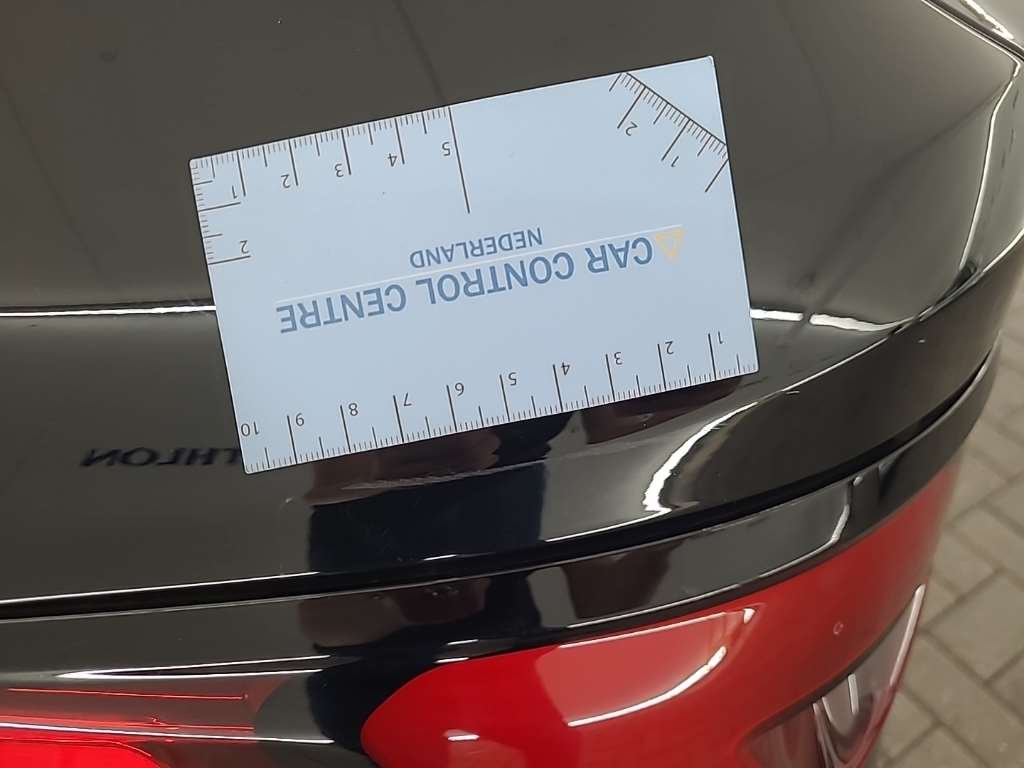 1 2 3 4 5 6 7 8 9 10
CAR CONTROL CENTRE
NEDERLAND
2
1 2
5 4 3 2 1
THLON